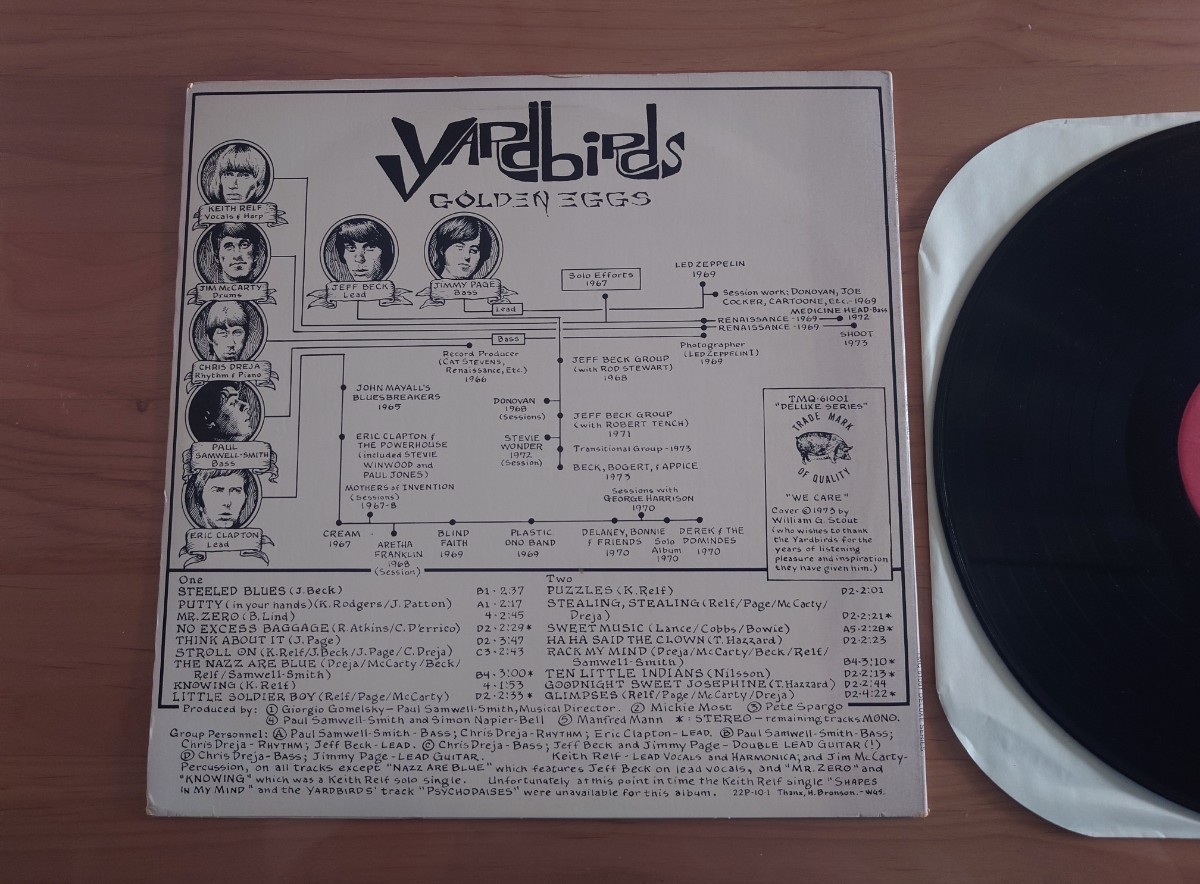 Yardbirds
GOLDEN EGGS
KEITH RELF
Vocals & Harp
JIM McCARTY
Drums
CHRIS DREJA
Rhythm & Piano
PAUL
SAMWELL-SMITH
Bass
ERIC CLAPTON
Lead
JEFF BECK
Lead
JIMMY PAGE
Bass
Lead
Bass
Solo Efforts
1967
LED ZEPPELIN
1969
Session work: DONOVAN, JOE
COCKER, CARTOONE, Etc. - 1969
MEDICINE HEAD-Bass
RENAISSANCE - 1969
1972
RENAISSANCE - 1969
SHOOT
1973
Photographer
(LED ZEPPELIN I)
1969
Record Producer
(CAT STEVENS,
Renaissance, Etc.)
1966
JOHN MAYALL'S
BLUESBREAKERS
1965
ERIC CLAPTON &
THE POWERHOUSE
(included STEVIE
WINWOOD and
PAUL JONES)
MOTHERS of INVENTION
(Sessions)
1967-8
JEFF BECK GROUP
(with ROD STEWART)
1968
DONOVAN
1968
(Sessions)
JEFF BECK GROUP
(with ROBERT TENCH)
1971
STEVIE
WONDER
1972
(Session)
Transitional Group - 1973
BECK, BOGERT, & APPICE
1973
Sessions with
GEORGE HARRISON
1970
CREAM
1967
ARETHA
FRANKLIN
1968
(Session)
BLIND
FAITH
1969
PLASTIC
ONO BAND
1969
DELANEY, BONNIE
& FRIENDS
1970
Solo
Album
1970
DEREK & THE
DOMINOES
1970
TMQ-61001
"DELUXE SERIES"
TRADE MARK
OF QUALITY
"WE CARE"
Cover © 1973 by
William G. Stout
(who wishes to thank
the Yardbirds for the
years of listening
pleasure and inspiration
they have given him.)
One
STEELED BLUES (J. Beck) B1 - 2:37
PUTTY (in your hands) (K. Rodgers/J. Patton) A1 - 2:17
MR. ZERO (B. Lind) 4 - 2:45
NO EXCESS BAGGAGE (R. Atkins/C. D'errico) D2 - 2:29*
THINK ABOUT IT (J. Page) D2 - 3:47
STROLL ON (K. Relf/J. Beck/J. Page/C. Dreja) C3 - 2:43
THE NAZZ ARE BLUE (Dreja/McCarty/Beck/
Relf/Samwell-Smith) B4 - 3:00*
KNOWING (K. Relf) 4 - 1:53
LITTLE SOLDIER BOY (Relf/Page/McCarty) D2 - 2:33*
Two
PUZZLES (K. Relf) D2 - 2:01
STEALING, STEALING (Relf/Page/McCarty/
Dreja) D2 - 2:21*
SWEET MUSIC (Lance/Cobbs/Bowie) A5 - 2:28*
HA HA SAID THE CLOWN (T. Hazzard) D2 - 2:23
RACK MY MIND (Dreja/McCarty/Beck/Relf/
Samwell-Smith) B4 - 3:10*
TEN LITTLE INDIANS (Nilsson) D2 - 2:13*
GOODNIGHT SWEET JOSEPHINE (T. Hazzard) D2 - 2:44
GLIMPSES (Relf/Page/McCarty/Dreja) D2 - 4:22*
Produced by: ① Giorgio Gomelsky - Paul Samwell-Smith, Musical Director. ② Mickie Most ③ Pete Spargo
④ Paul Samwell-Smith and Simon Napier-Bell ⑤ Manfred Mann * = STEREO - remaining tracks MONO.
Group Personnel: Ⓐ Paul Samwell-Smith - BASS; Chris Dreja - RHYTHM; Eric Clapton - LEAD. Ⓑ Paul Samwell-Smith - BASS;
Chris Dreja - RHYTHM; Jeff Beck - LEAD. Ⓒ Chris Dreja - BASS; Jeff Beck and Jimmy Page - DOUBLE LEAD GUITAR (!)
Ⓓ Chris Dreja - BASS; Jimmy Page - LEAD GUITAR. Keith Relf - LEAD VOCALS and HARMONICA; and Jim McCarty -
Percussion, on all tracks except "NAZZ ARE BLUE" which features Jeff Beck on lead vocals, and "MR. ZERO" and
"KNOWING" which was a Keith Relf solo single. Unfortunately at this point in time the Keith Relf single "SHAPES
IN MY MIND" and the YARDBIRDS' track "PSYCHODAISES" were unavailable for this album. 22P-10-1 Thanx, H. Bronson. - WGS.